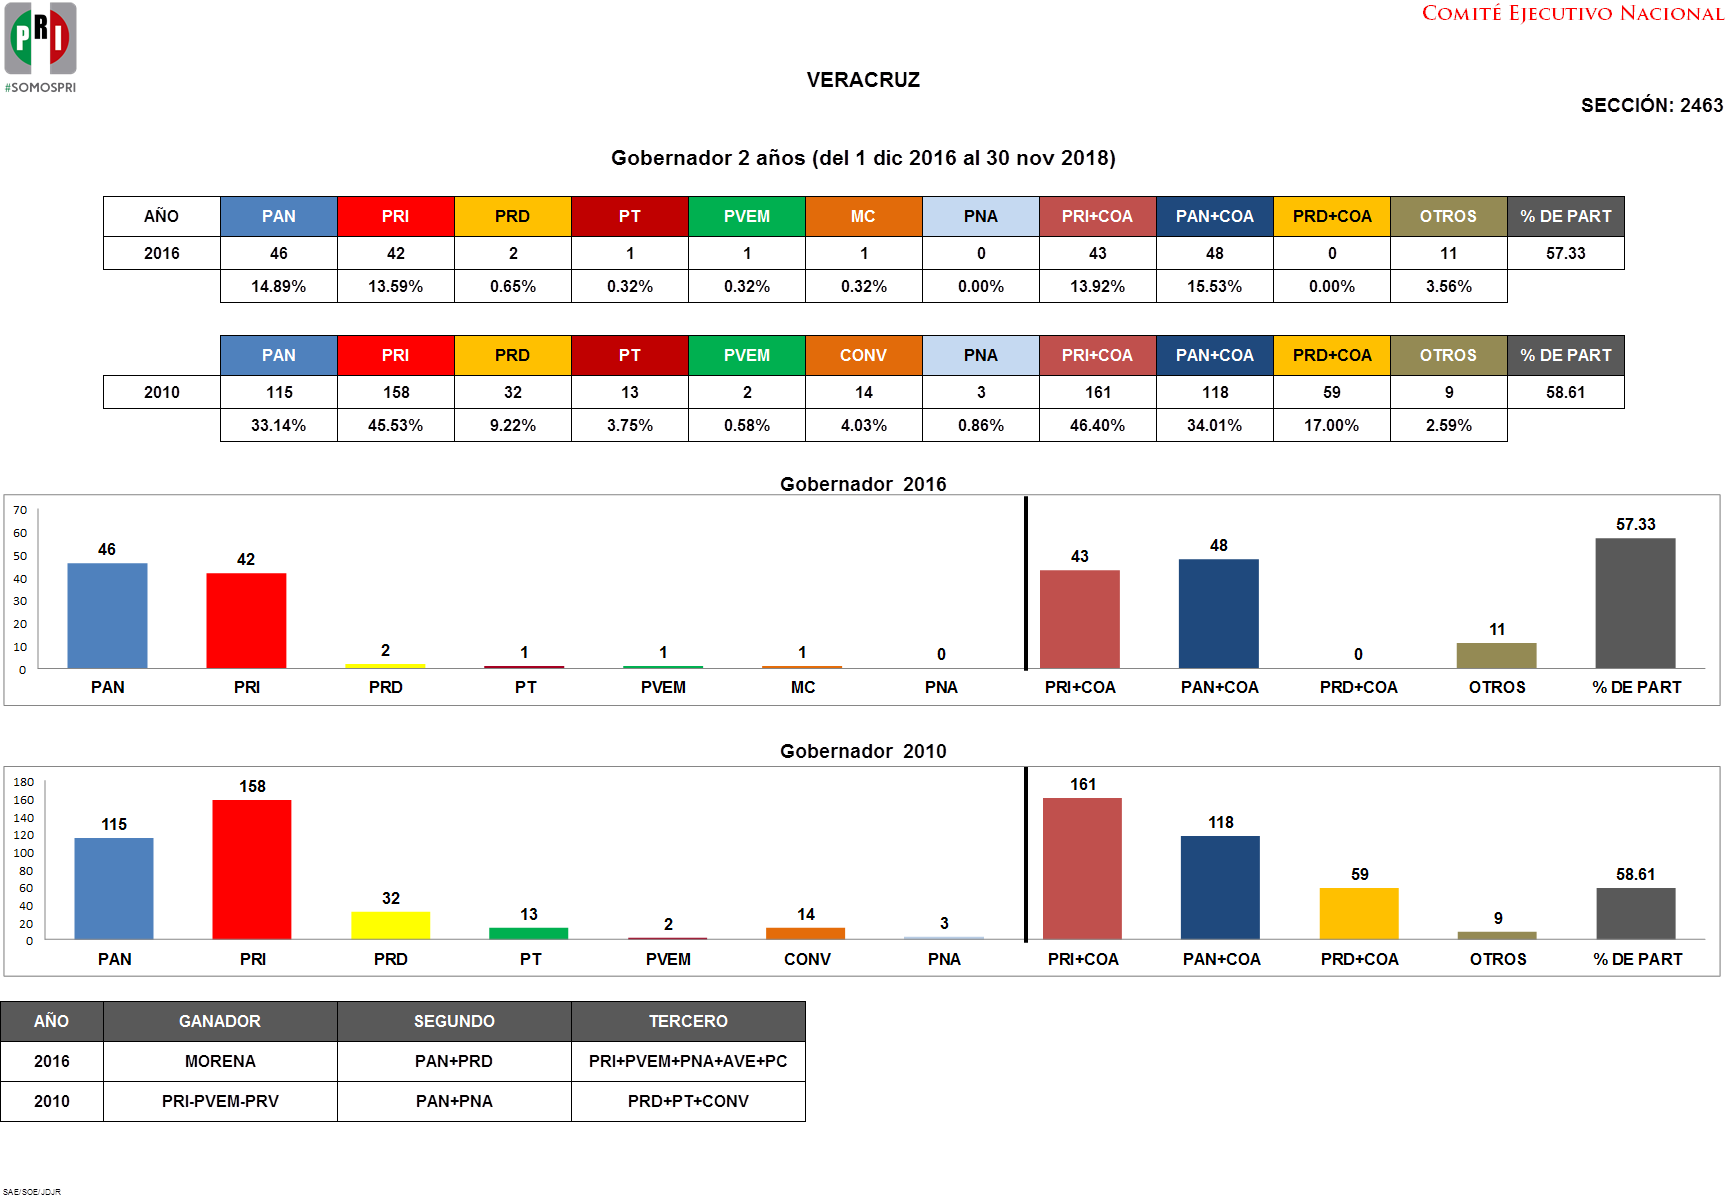 PRI
#SOMOSPRI
COMITÉ EJECUTIVO NACIONAL
VERACRUZ
SECCIÓN: 2463
Gobernador 2 años (del 1 dic 2016 al 30 nov 2018)
AÑO PAN PRI PRD PT PVEM MC PNA PRI+COA PAN+COA PRD+COA OTROS % DE PART
2016 46 42 2 1 1 1 0 43 48 0 11 57.33
14.89% 13.59% 0.65% 0.32% 0.32% 0.32% 0.00% 13.92% 15.53% 0.00% 3.56%
PAN PRI PRD PT PVEM CONV PNA PRI+COA PAN+COA PRD+COA OTROS % DE PART
2010 115 158 32 13 2 14 3 161 118 59 9 58.61
33.14% 45.53% 9.22% 3.75% 0.58% 4.03% 0.86% 46.40% 34.01% 17.00% 2.59%
Gobernador 2016
70
60
50
40
30
20
10
0
46 42 2 1 1 1 0 43 48 0 11 57.33
PAN PRI PRD PT PVEM MC PNA PRI+COA PAN+COA PRD+COA OTROS % DE PART
Gobernador 2010
180
160
140
120
100
80
60
40
20
0
115 158 32 13 2 14 3 161 118 59 9 58.61
PAN PRI PRD PT PVEM CONV PNA PRI+COA PAN+COA PRD+COA OTROS % DE PART
AÑO GANADOR SEGUNDO TERCERO
2016 MORENA PAN+PRD PRI+PVEM+PNA+AVE+PC
2010 PRI-PVEM-PRV PAN+PNA PRD+PT+CONV
SAE/SOE/JDJR